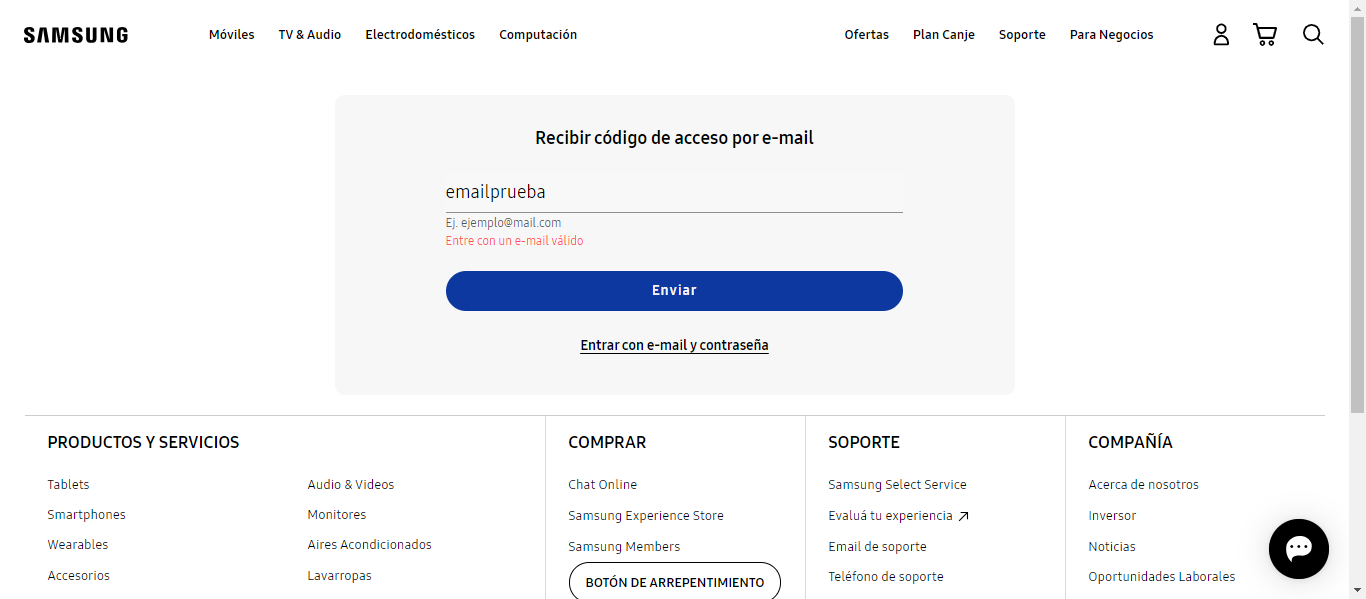 SAMSUNG Móviles TV & Audio Electrodomésticos Computación Ofertas Plan Canje Soporte Para Negocios
Recibir código de acceso por e-mail
emailprueba
Ej. ejemplo@mail.com
Entre con un e-mail válido
Enviar
Entrar con e-mail y contraseña
PRODUCTOS Y SERVICIOS
Tablets
Smartphones
Wearables
Accesorios
Audio & Videos
Monitores
Aires Acondicionados
Lavarropas
COMPRAR
Chat Online
Samsung Experience Store
Samsung Members
BOTÓN DE ARREPENTIMIENTO
SOPORTE
Samsung Select Service
Evaluá tu experiencia
Email de soporte
Teléfono de soporte
COMPAÑÍA
Acerca de nosotros
Inversor
Noticias
Oportunidades Laborales